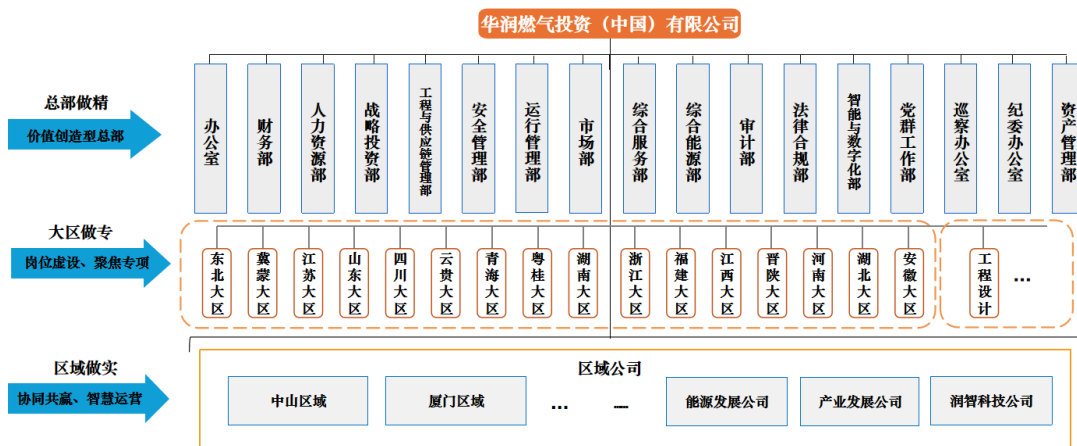 华润燃气投资（中国）有限公司
总部做精
价值创造型总部
办公室
财务部
人力资源部
战略投资部
工程与供应链管理部
安全管理部
运行管理部
市场部
综合服务部
综合能源部
审计部
法律合规部
智能与数字化部
党群工作部
巡察办公室
纪委办公室
资产管理部
大区做专
岗位虚设、聚焦专项
东北大区
冀蒙大区
江苏大区
山东大区
四川大区
云贵大区
青海大区
粤桂大区
湖南大区
浙江大区
福建大区
江西大区
晋陕大区
河南大区
湖北大区
安徽大区
工程设计
...
区域做实
协同共赢、智慧运营
区域公司
中山区域
厦门区域
...
......
能源发展公司
产业发展公司
润智科技公司